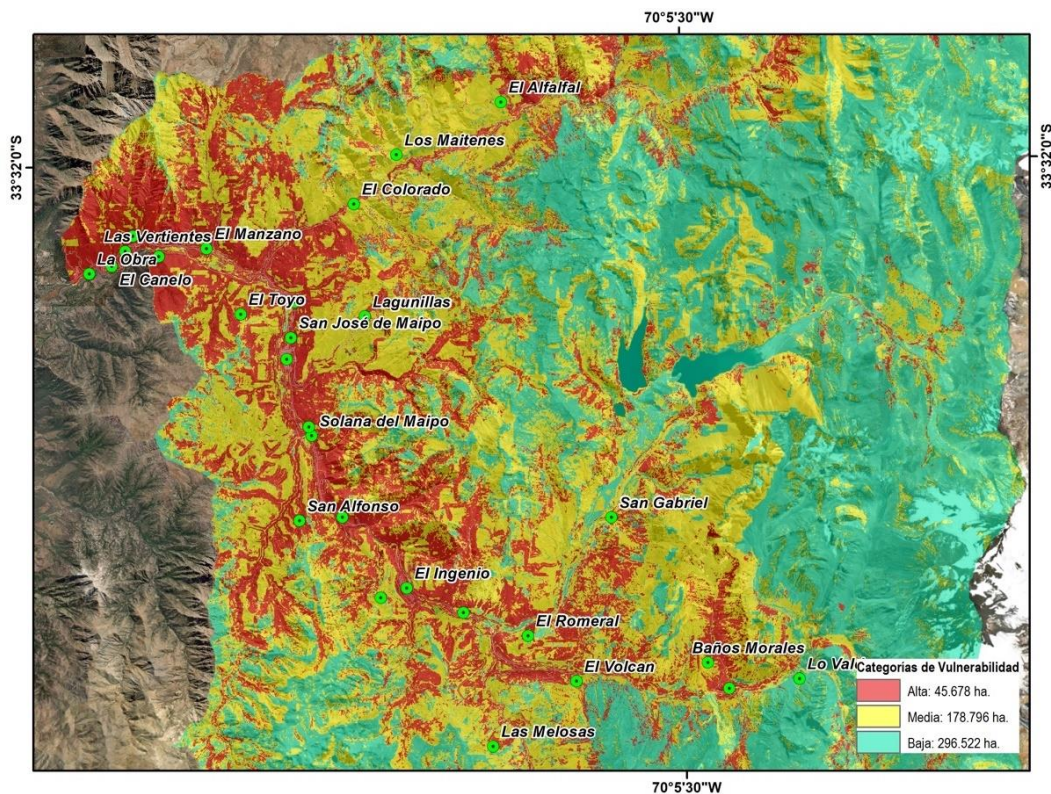 70°5'30"W
El Alfalfal
Los Maitenes
33°32'0"S
33°32'0"S
El Colorado
Las Vertientes
El Manzano
La Obra
El Canelo
El Toyo
Lagunillas
San José de Maipo
Solana del Maipo
San Alfonso
San Gabriel
El Ingenio
El Romeral
El Volcan
Baños Morales
Lo Val
Las Melosas
Categorias de Vulnerabilidad
Alta: 45.678 ha.
Media: 178.796 ha.
Baja: 296.522 ha.
70°5'30"W